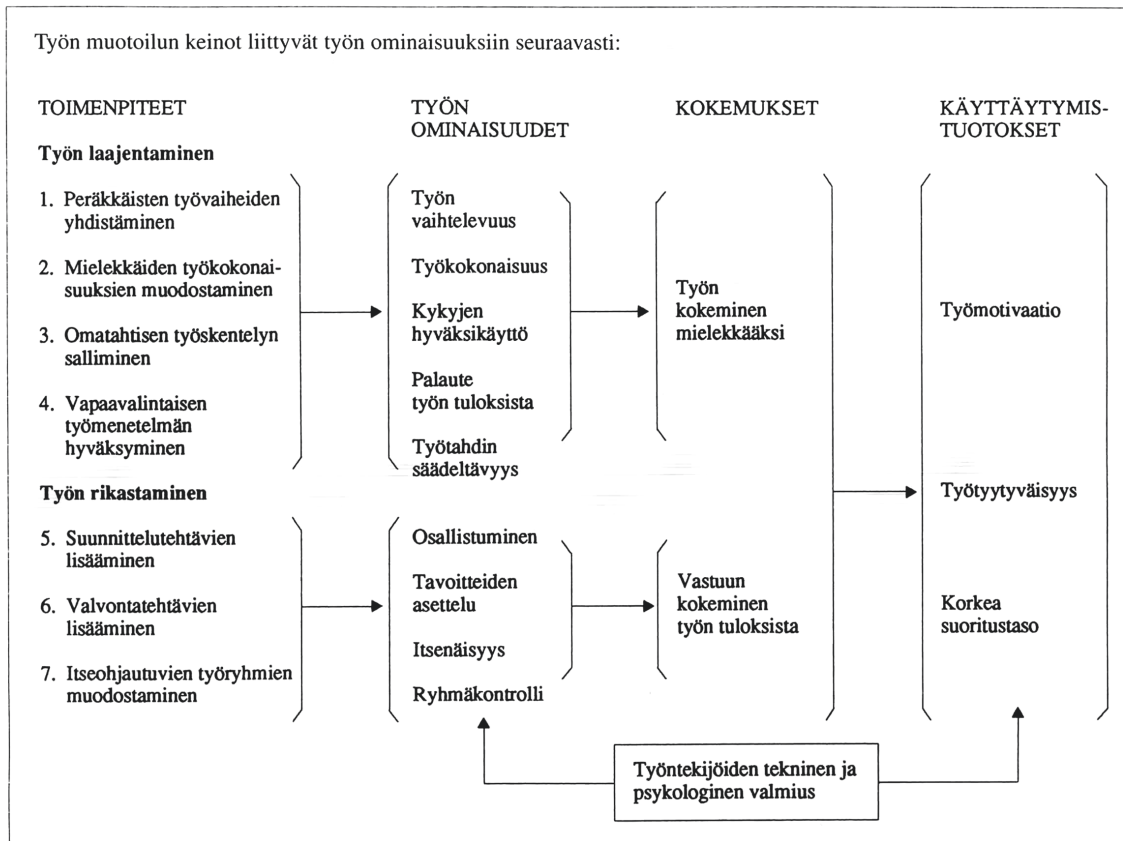 Työn muotoilun keinot liittyvät työn ominaisuuksiin seuraavasti:
TOIMENPITEET
Työn laajentaminen
1. Peräkkäisten työvaiheiden
yhdistäminen
2. Mielekkäiden työkokonai-
suuksien muodostaminen
3. Omatahtisen työskentelyn
salliminen
4. Vapaavalintaisen
työmenetelmän
hyväksyminen
Työn rikastaminen
5. Suunnittelutehtävien
lisääminen
6. Valvontatehtävien
lisääminen
7. Itseohjautuvien työryhmien
muodostaminen
TYÖN
OMINAISUUDET
Työn
vaihtelevuus
Työkokonaisuus
Kykyjen
hyväksikäyttö
Palaute
työn tuloksista
Työtahdin
säädeltävyys
Osallistuminen
Tavoitteiden
asettelu
Itsenäisyys
Ryhmäkontrolli
KOKEMUKSET
Työn
kokeminen
mielekkääksi
Vastuun
kokeminen
työn tuloksista
KÄYTTÄYTYMIS-
TUOTOKSET
Työmotivaatio
Työtyytyväisyys
Korkea
suoritustaso
Työntekijöiden tekninen ja
psykologinen valmius